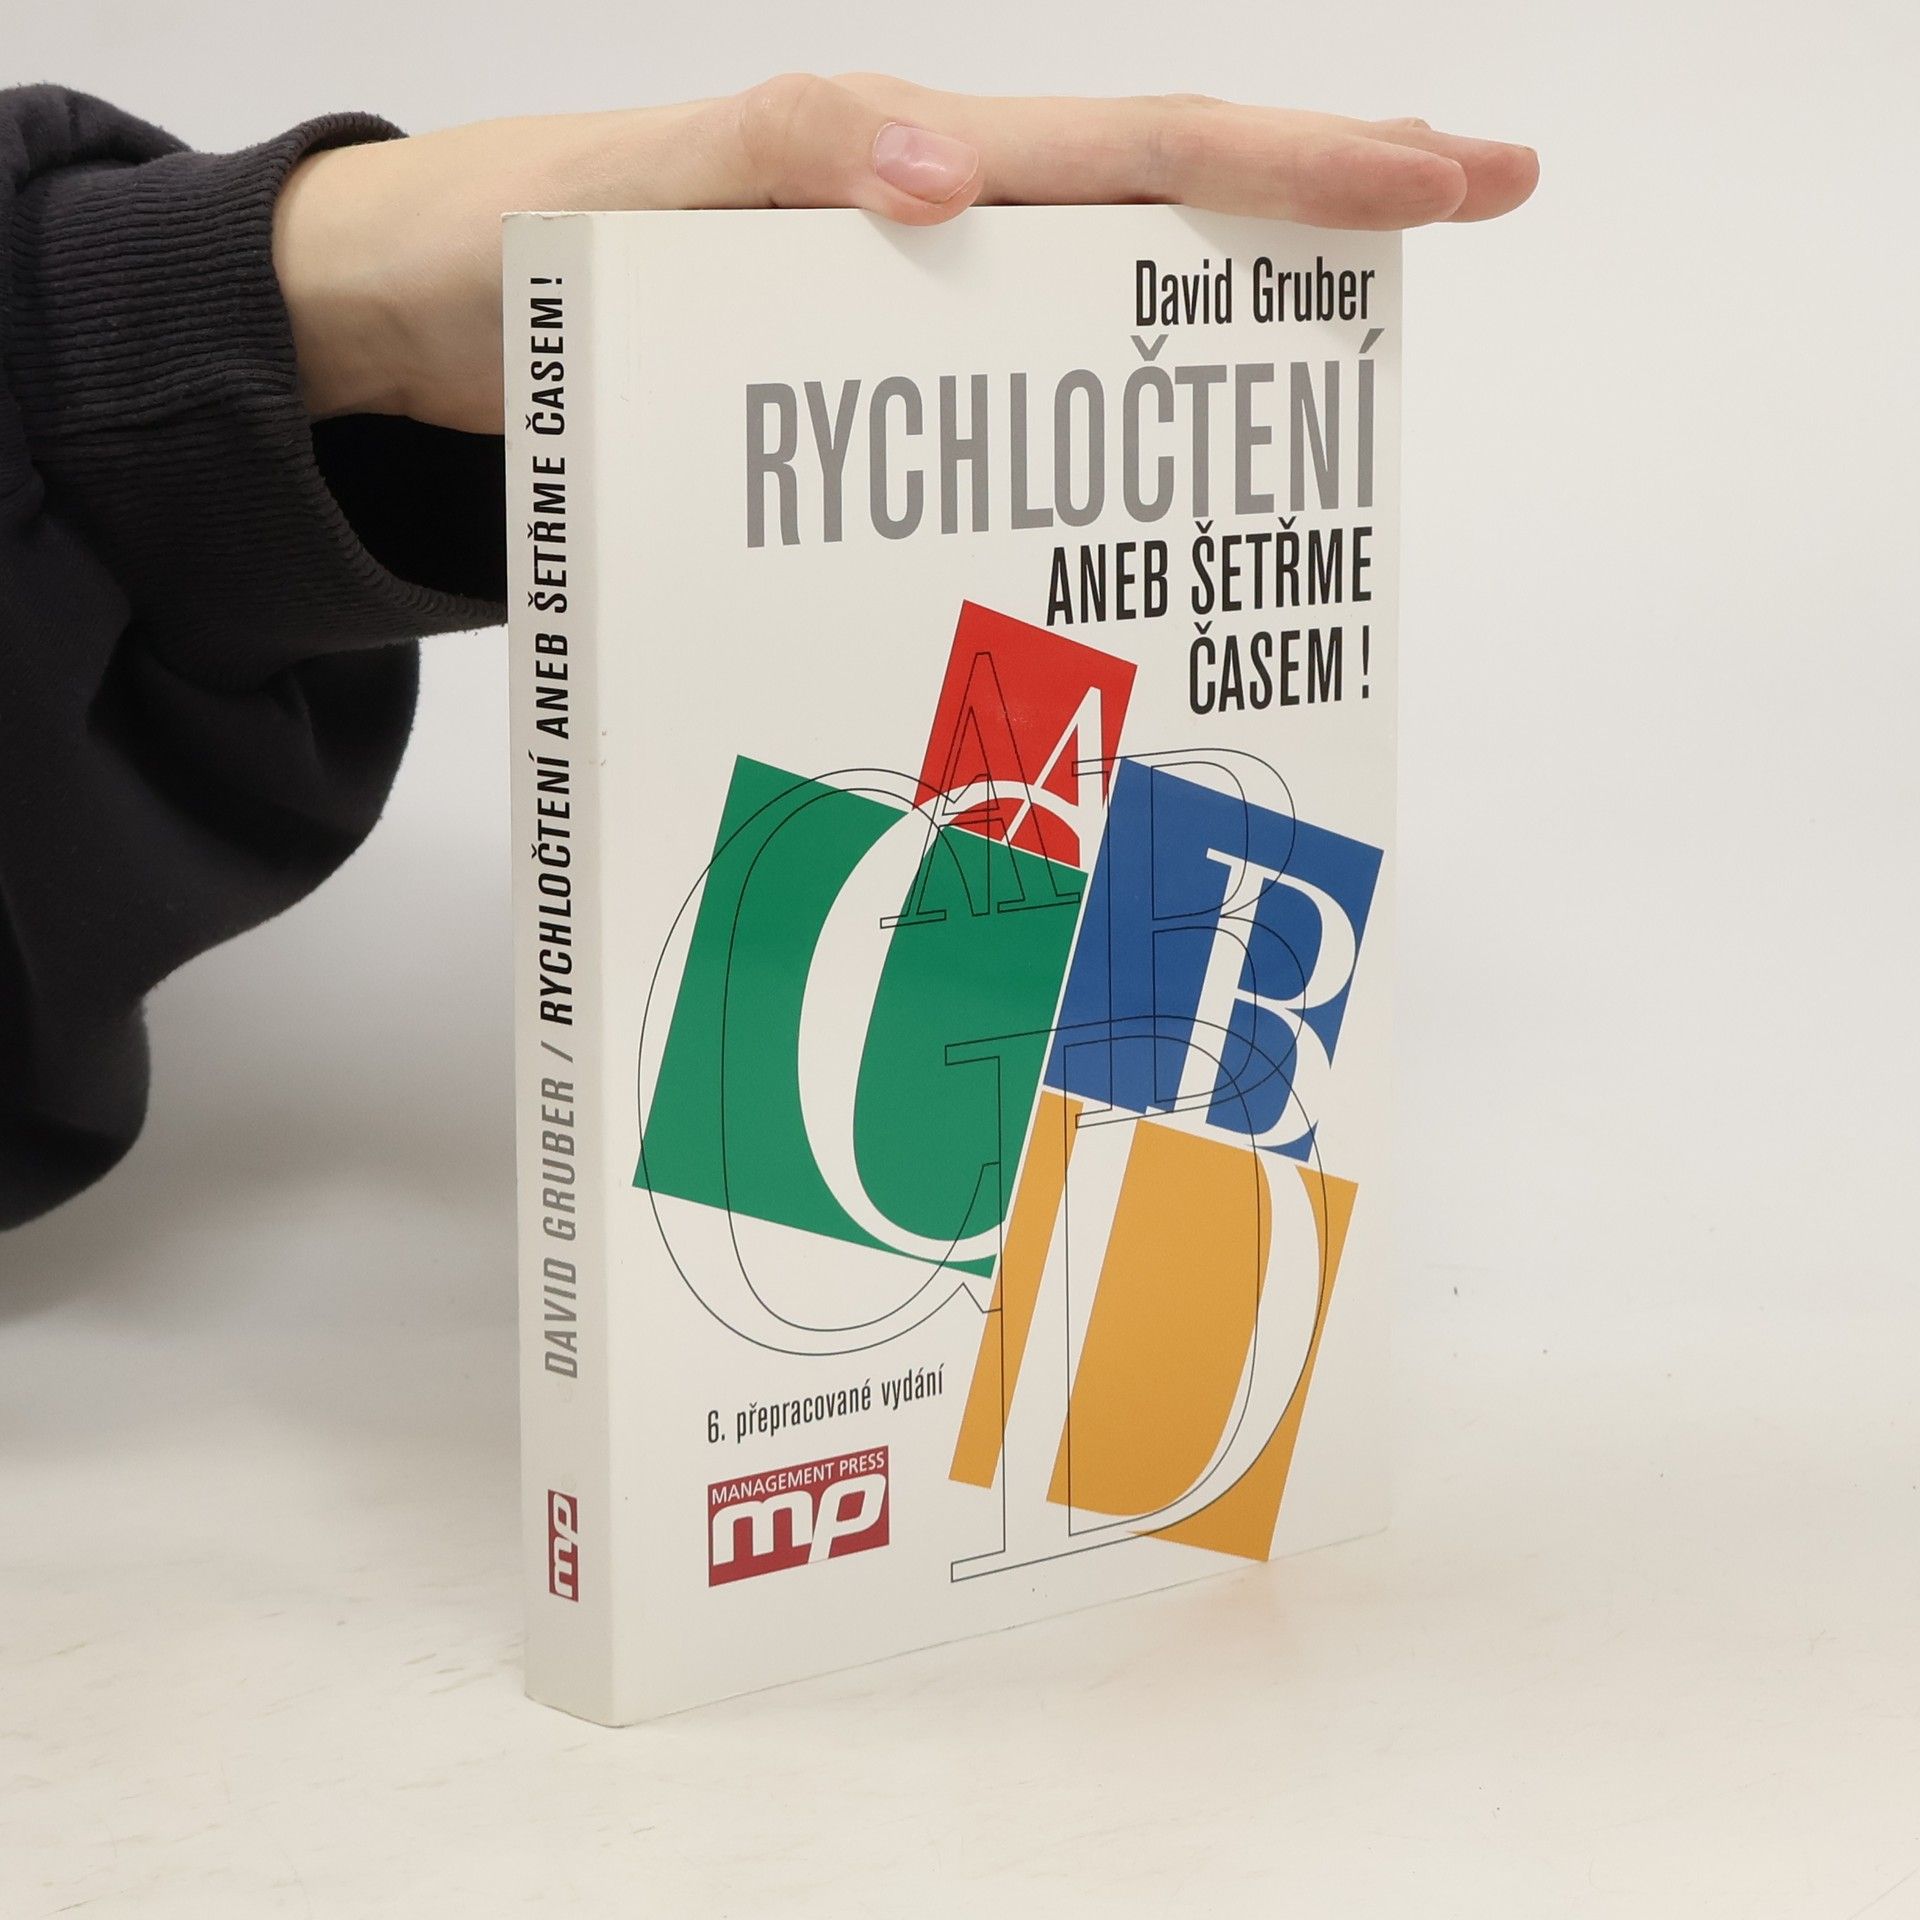 David Gruber
RYCHLOČTENÍ
ANEB ŠETŘME
ČASEM!
A
B
C
D
6. přepracované vydání
MANAGEMENT PRESS
mp
DAVID GRUBER / RYCHLOČTENÍ ANEB ŠETŘME ČASEM!
mp